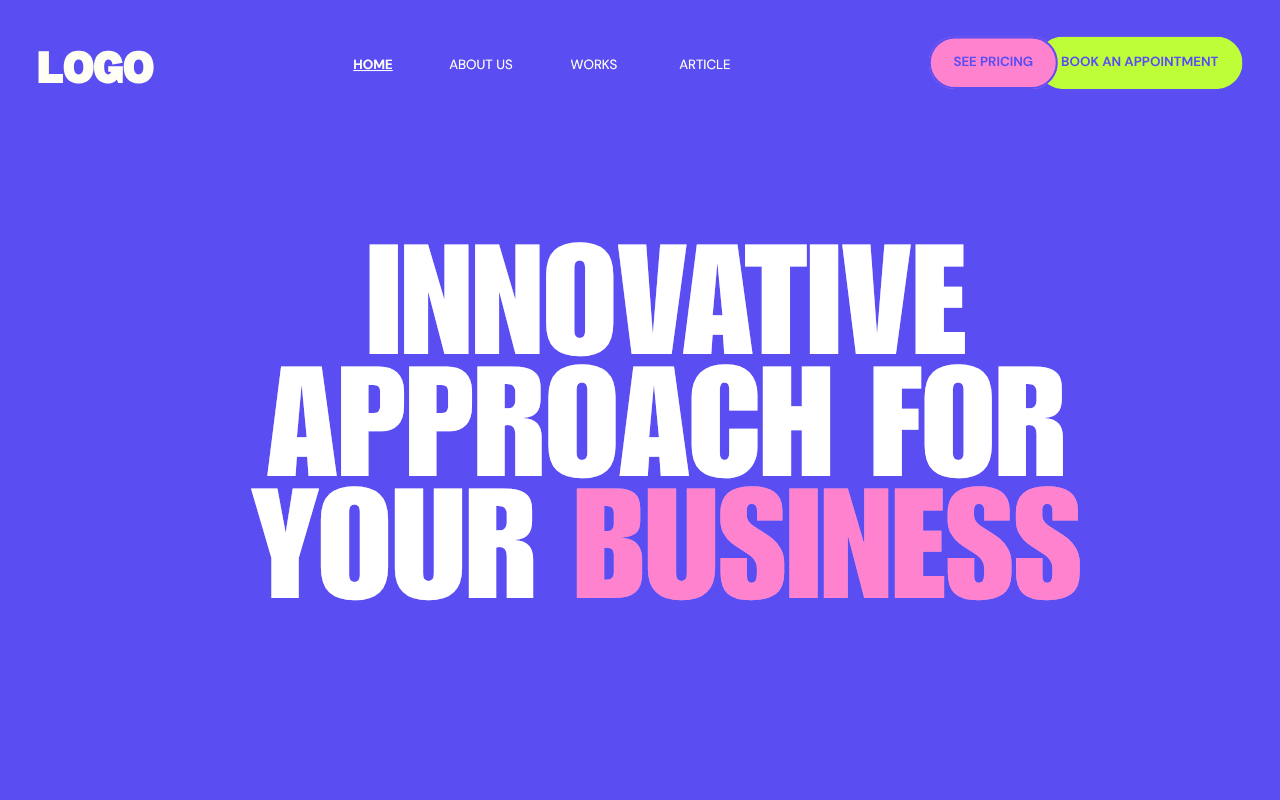 LOGO
HOME
ABOUT US
WORKS
ARTICLE
SEE PRICING
BOOK AN APPOINTMENT
INNOVATIVE
APPROACH FOR
YOUR BUSINESS